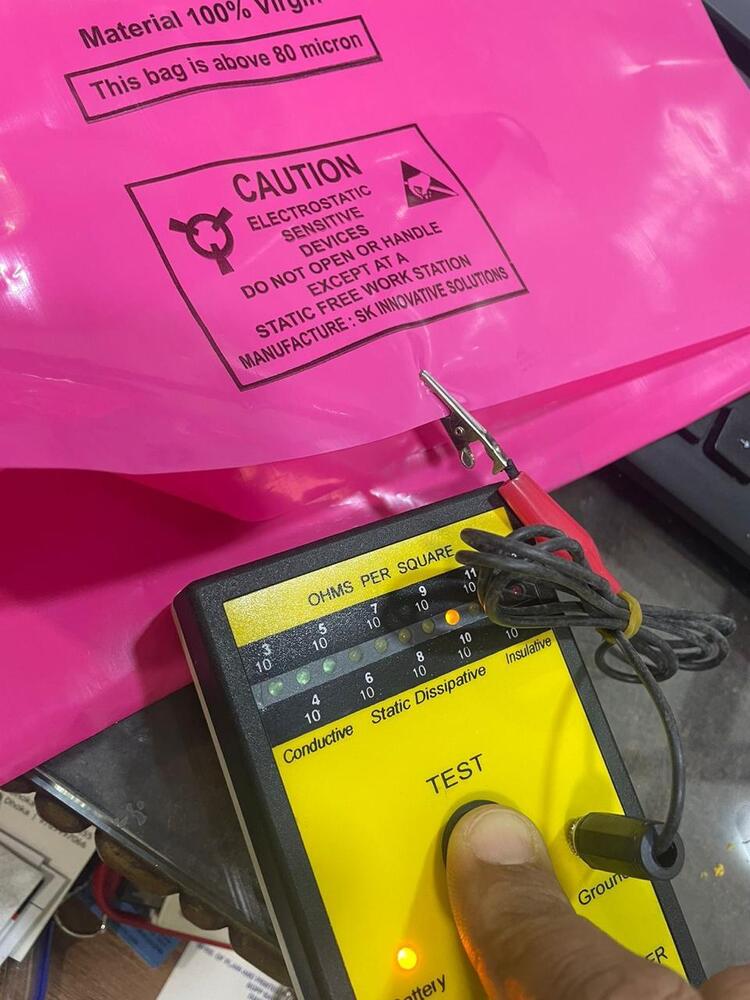 Material 100% Virgin
This bag is above 80 micron
CAUTION
ELECTROSTATIC
SENSITIVE
DEVICES
DO NOT OPEN OR HANDLE
EXCEPT AT A
STATIC FREE WORK STATION
MANUFACTURE : SK INNOVATIVE SOLUTIONS
OHMS PER SQUARE
3 5 7 9 11
10 10 10 10 10
4 6 8 10
10 10 10 10 10
Conductive Static Dissipative Insulative
TEST